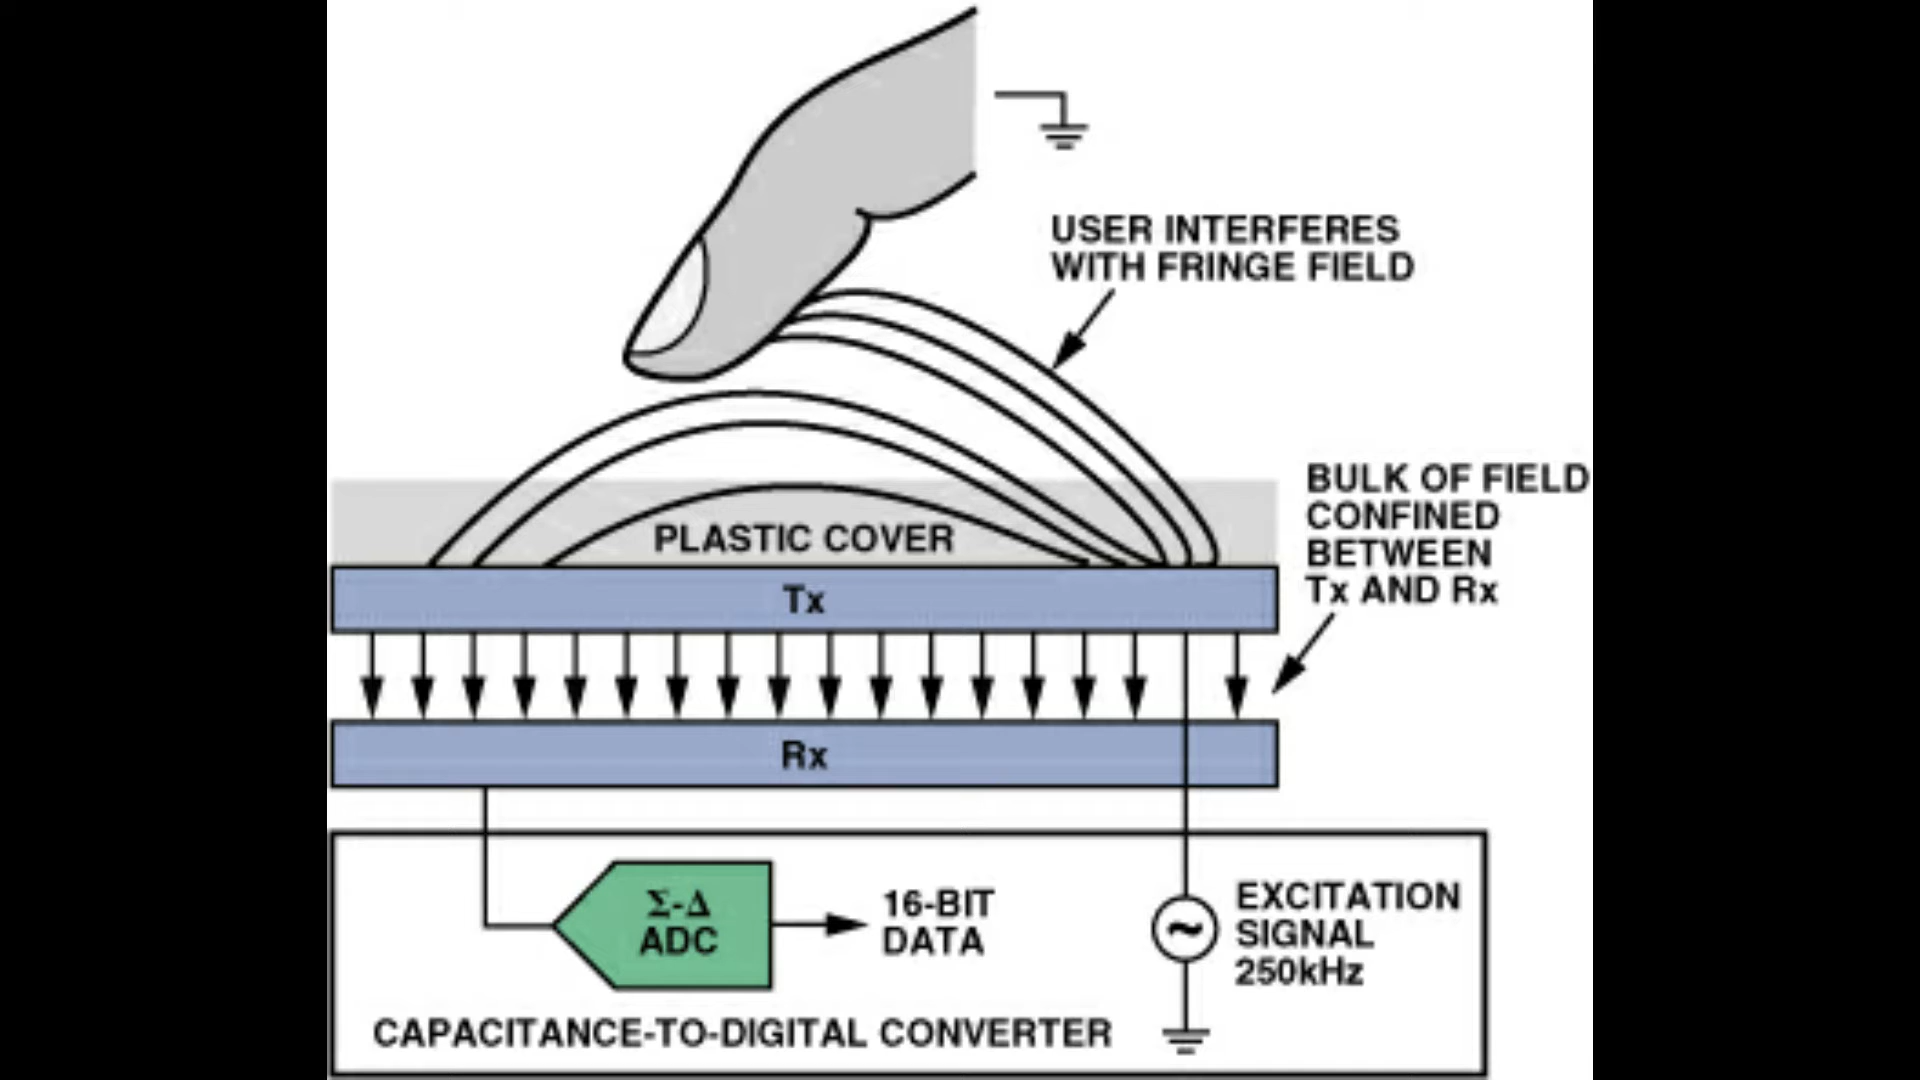 USER INTERFERES
WITH FRINGE FIELD
BULK OF FIELD
CONFINED
BETWEEN
Tx AND Rx
PLASTIC COVER
Tx
Rx
Σ-Δ
ADC
16-BIT
DATA
EXCITATION
SIGNAL
250kHz
CAPACITANCE-TO-DIGITAL CONVERTER